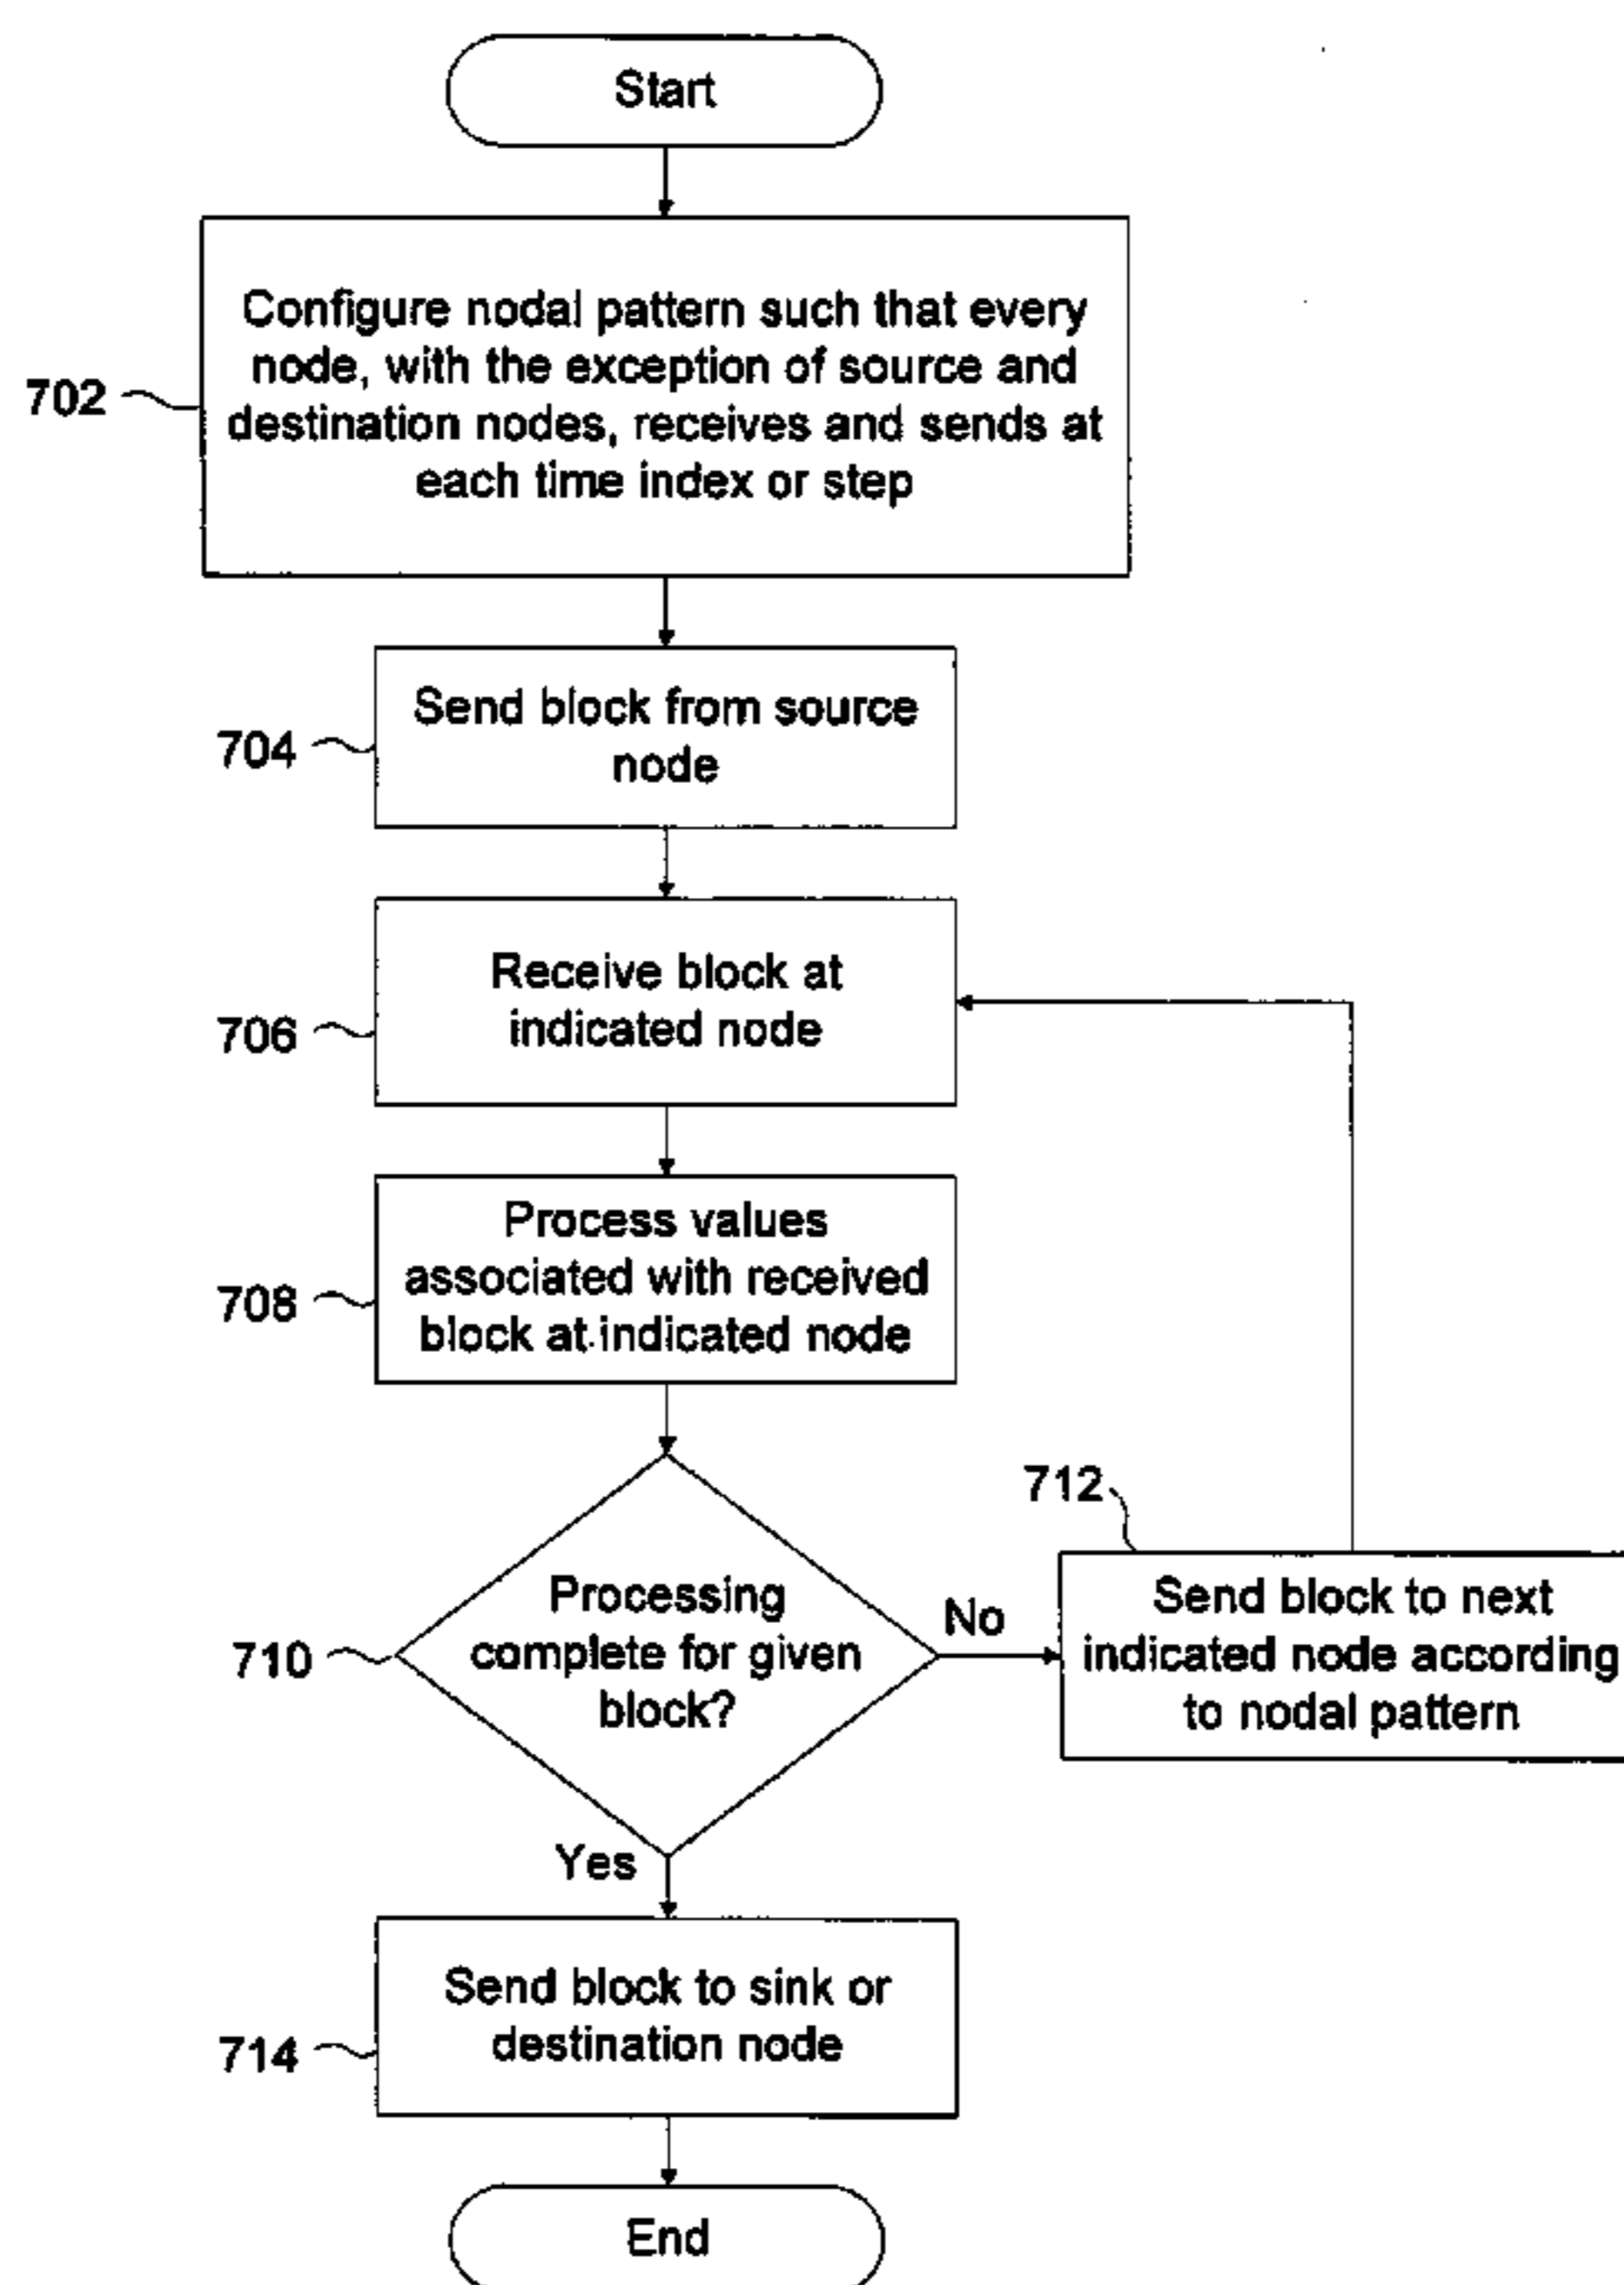 Start
702
Configure nodal pattern such that every
node, with the exception of source and
destination nodes, receives and sends at
each time index or step
704
Send block from source
node
706
Receive block at
indicated node
708
Process values
associated with received
block at indicated node
710
Processing
complete for given
block?
No
712
Send block to next
indicated node according
to nodal pattern
Yes
714
Send block to sink or
destination node
End